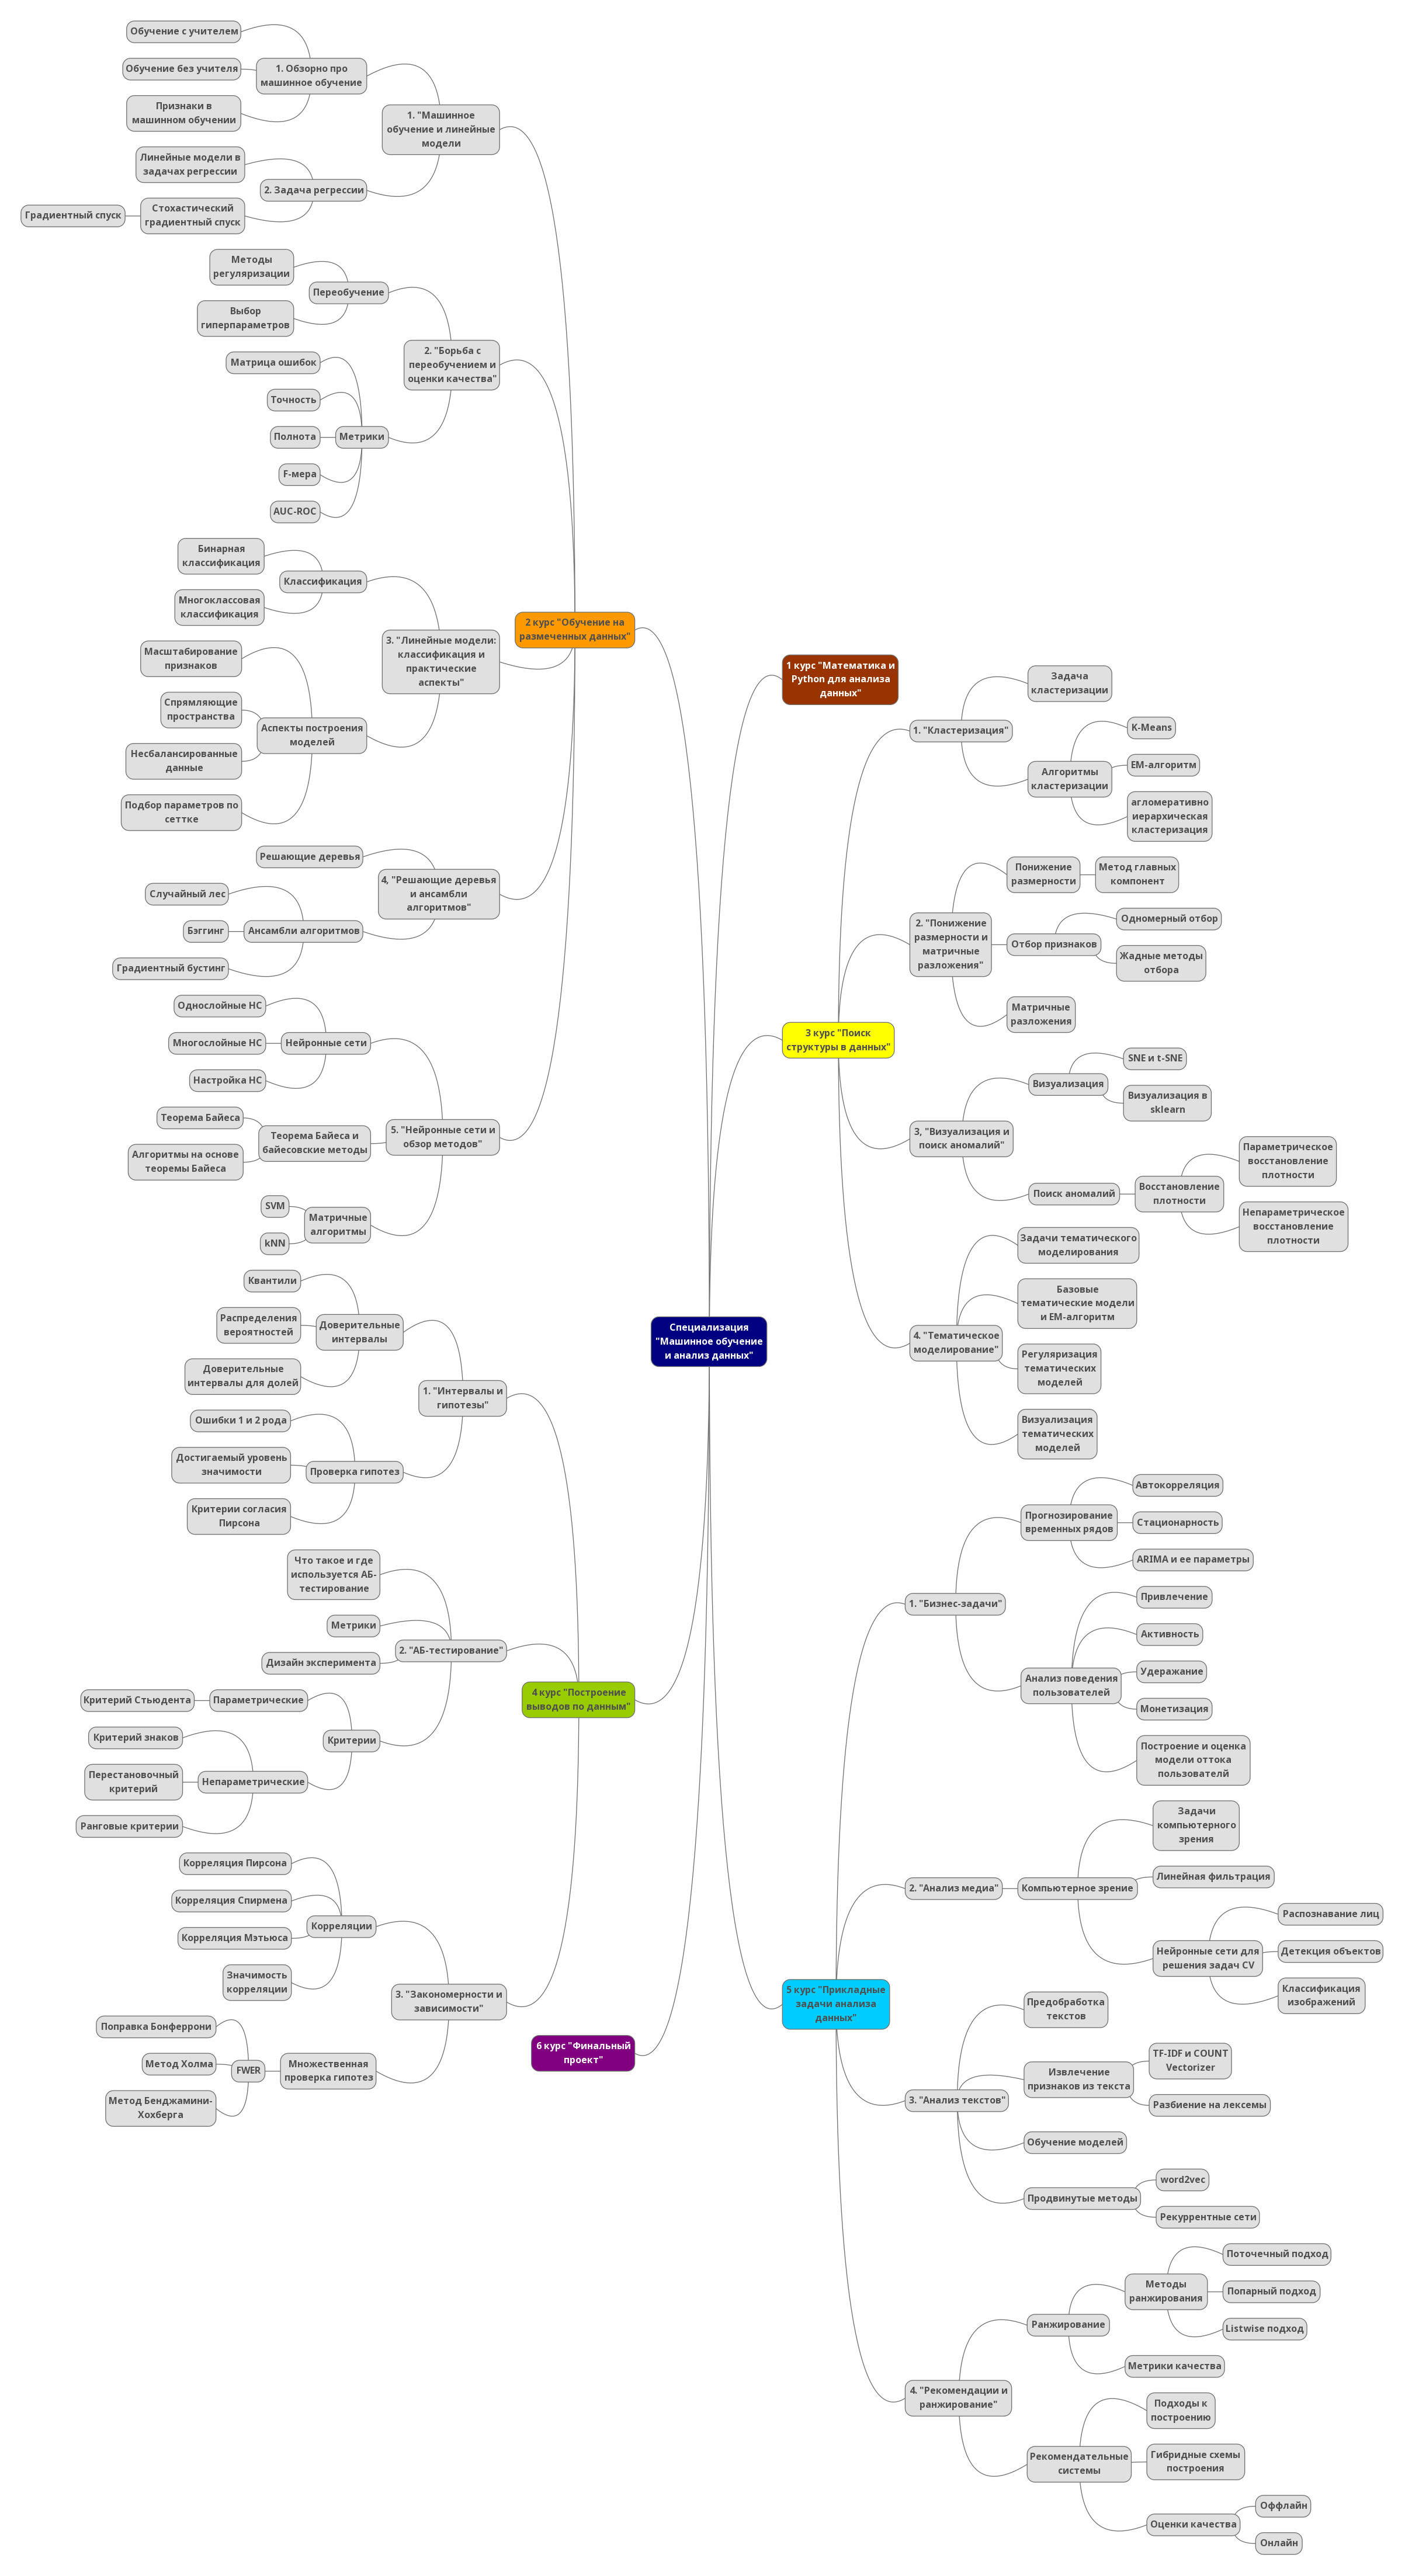 Специализация
"Машинное обучение
и анализ данных"
1 курс "Математика и
Python для анализа
данных"
2 курс "Обучение на
размеченных данных"
1. "Машинное
обучение и линейные
модели
1. Обзорно про
машинное обучение
Обучение с учителем
Обучение без учителя
Признаки в
машинном обучении
2. Задача регрессии
Линейные модели в
задачах регрессии
Стохастический
градиентный спуск
Градиентный спуск
2. "Борьба с
переобучением и
оценки качества"
Переобучение
Методы
регуляризации
Выбор
гиперпараметров
Метрики
Матрица ошибок
Точность
Полнота
F-мера
AUC-ROC
3. "Линейные модели:
классификация и
практические
аспекты"
Классификация
Бинарная
классификация
Многоклассовая
классификация
Аспекты построения
моделей
Масштабирование
признаков
Спрямляющие
пространства
Несбалансированные
данные
Подбор параметров по
сеттке
4, "Решающие деревья
и ансамбли
алгоритмов"
Решающие деревья
Ансамбли алгоритмов
Случайный лес
Бэггинг
Градиентный бустинг
5. "Нейронные сети и
обзор методов"
Нейронные сети
Однослойные НС
Многослойные НС
Настройка НС
Теорема Байеса и
байесовские методы
Теорема Байеса
Алгоритмы на основе
теоремы Байеса
Матричные
алгоритмы
SVM
kNN
3 курс "Поиск
структуры в данных"
1. "Кластеризация"
Задача
кластеризации
Алгоритмы
кластеризации
K-Means
EM-алгоритм
агломеративно
иерархическая
кластеризация
2. "Понижение
размерности и
матричные
разложения"
Понижение
размерности
Метод главных
компонент
Отбор признаков
Одномерный отбор
Жадные методы
отбора
Матричные
разложения
3, "Визуализация и
поиск аномалий"
Визуализация
SNE и t-SNE
Визуализация в
sklearn
Поиск аномалий
Восстановление
плотности
Параметрическое
восстановление
плотности
Непараметрическое
восстановление
плотности
4. "Тематическое
моделирование"
Задачи тематического
моделирования
Базовые
тематические модели
и EM-алгоритм
Регуляризация
тематических
моделей
Визуализация
тематических
моделей
4 курс "Построение
выводов по данным"
1. "Интервалы и
гипотезы"
Доверительные
интервалы
Квантили
Распределения
вероятностей
Доверительные
интервалы для долей
Проверка гипотез
Ошибки 1 и 2 рода
Достигаемый уровень
значимости
Критерии согласия
Пирсона
2. "АБ-тестирование"
Что такое и где
используется АБ-
тестирование
Метрики
Дизайн эксперимента
Критерии
Параметрические
Критерий Стьюдента
Непараметрические
Критерий знаков
Перестановочный
критерий
Ранговые критерии
3. "Закономерности и
зависимости"
Корреляции
Корреляция Пирсона
Корреляция Спирмена
Корреляция Мэтьюса
Значимость
корреляции
Множественная
проверка гипотез
FWER
Поправка Бонферрони
Метод Холма
Метод Бенджамини-
Хохберга
5 курс "Прикладные
задачи анализа
данных"
1. "Бизнес-задачи"
Прогнозирование
временных рядов
Автокорреляция
Стационарность
ARIMA и ее параметры
Анализ поведения
пользователей
Привлечение
Активность
Удеражание
Монетизация
Построение и оценка
модели оттока
пользователй
2. "Анализ медиа"
Компьютерное зрение
Задачи
компьютерного
зрения
Линейная фильтрация
Нейронные сети для
решения задач CV
Распознавание лиц
Детекция объектов
Классификация
изображений
3. "Анализ текстов"
Предобработка
текстов
Извлечение
признаков из текста
TF-IDF и COUNT
Vectorizer
Разбиение на лексемы
Обучение моделей
Продвинутые методы
word2vec
Рекуррентные сети
4. "Рекомендации и
ранжирование"
Ранжирование
Методы
ранжирования
Поточечный подход
Попарный подход
Listwise подход
Метрики качества
Рекомендательные
системы
Подходы к
построению
Гибридные схемы
построения
Оценки качества
Оффлайн
Онлайн
6 курс "Финальный
проект"